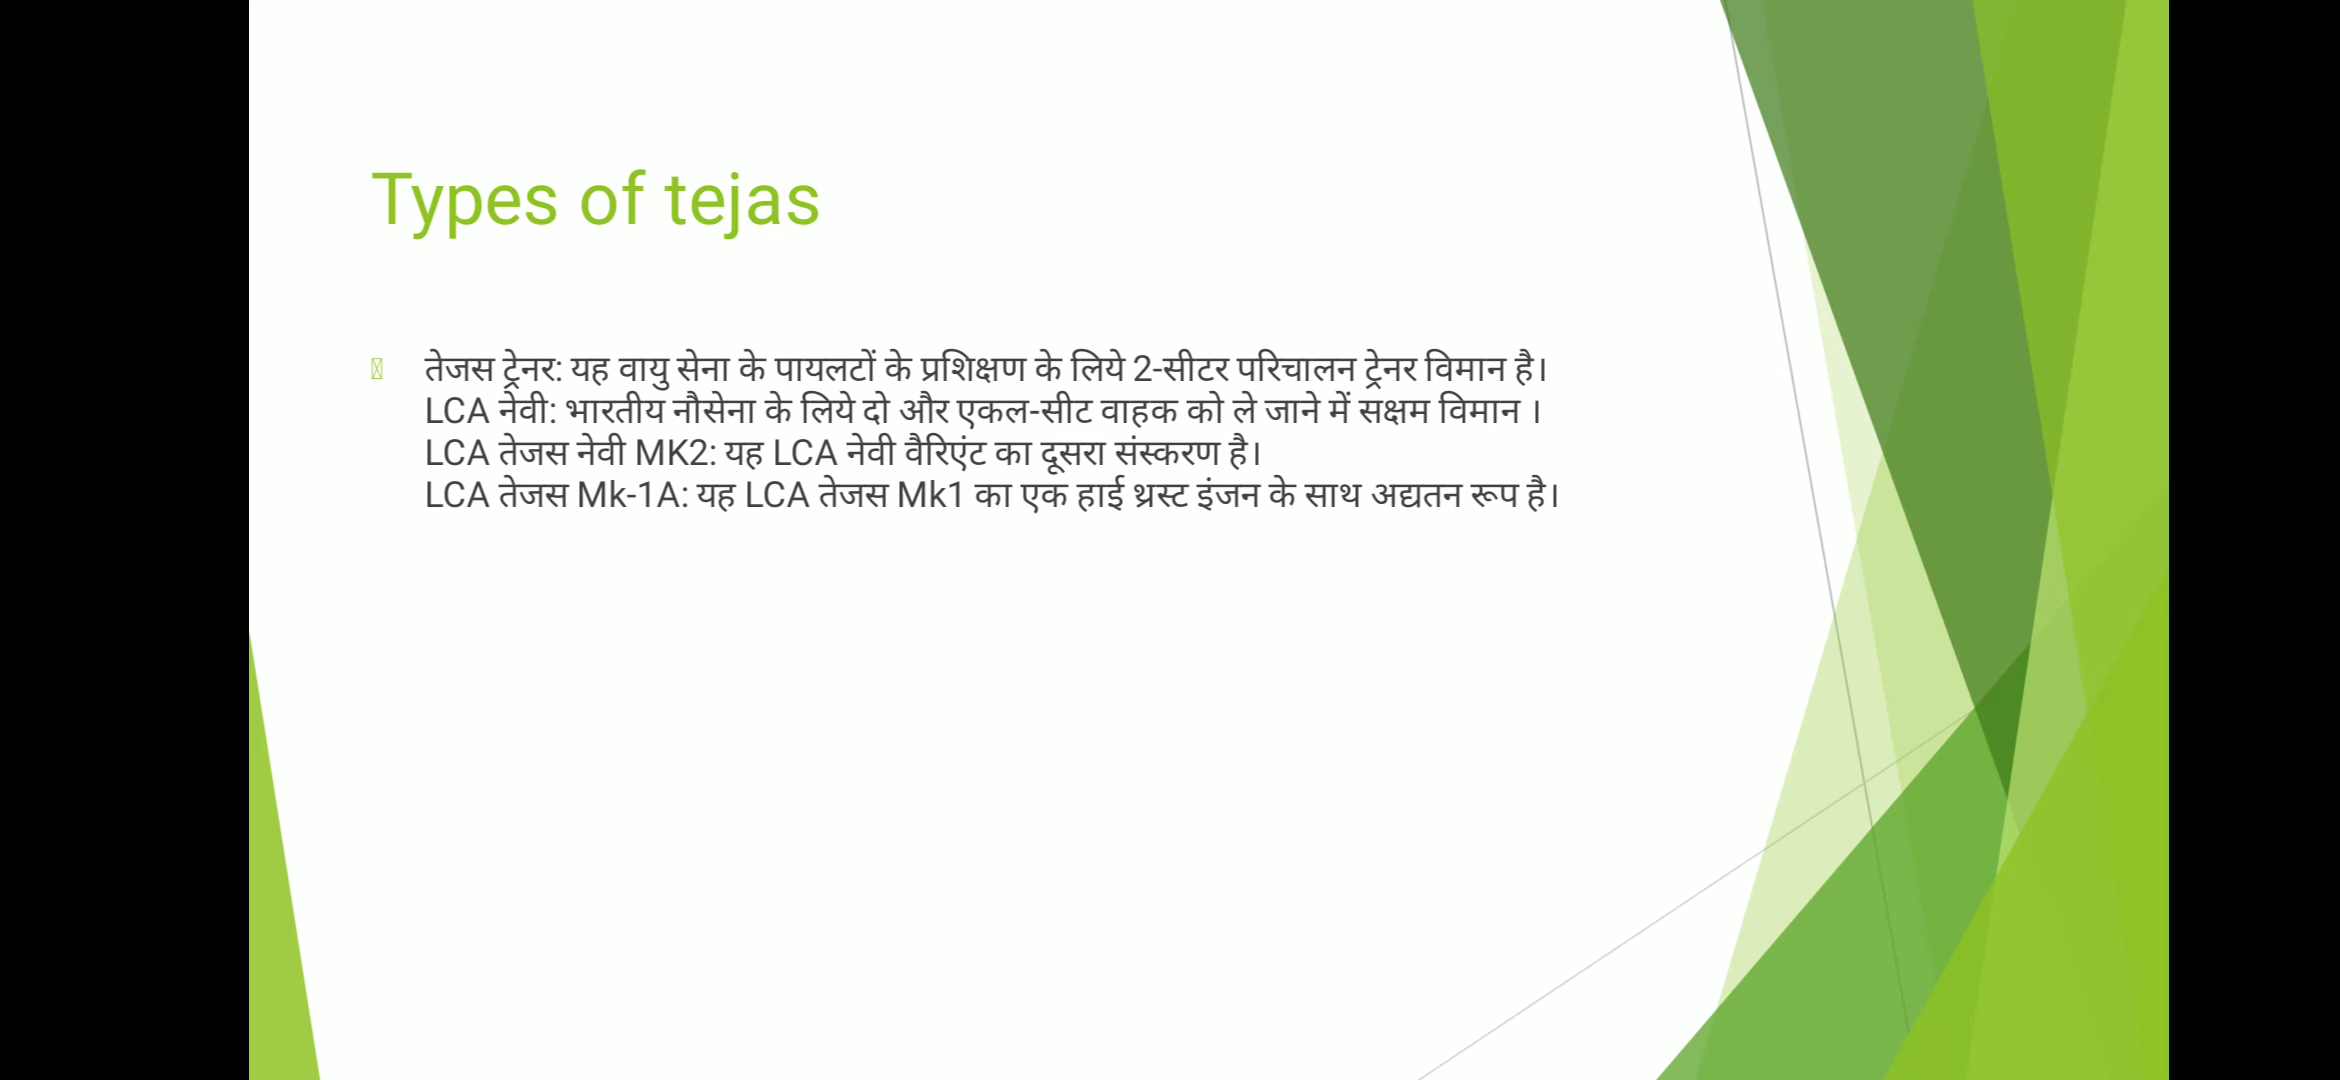 Types of tejas
तेजस ट्रेनर: यह वायु सेना के पायलटों के प्रशिक्षण के लिये 2-सीटर परिचालन ट्रेनर विमान है।
LCA नेवी: भारतीय नौसेना के लिये दो और एकल-सीट वाहक को ले जाने में सक्षम विमान ।
LCA तेजस नेवी MK2: यह LCA नेवी वैरिएंट का दूसरा संस्करण है।
LCA तेजस Mk-1A: यह LCA तेजस Mk1 का एक हाई थ्रस्ट इंजन के साथ अद्यतन रूप है।